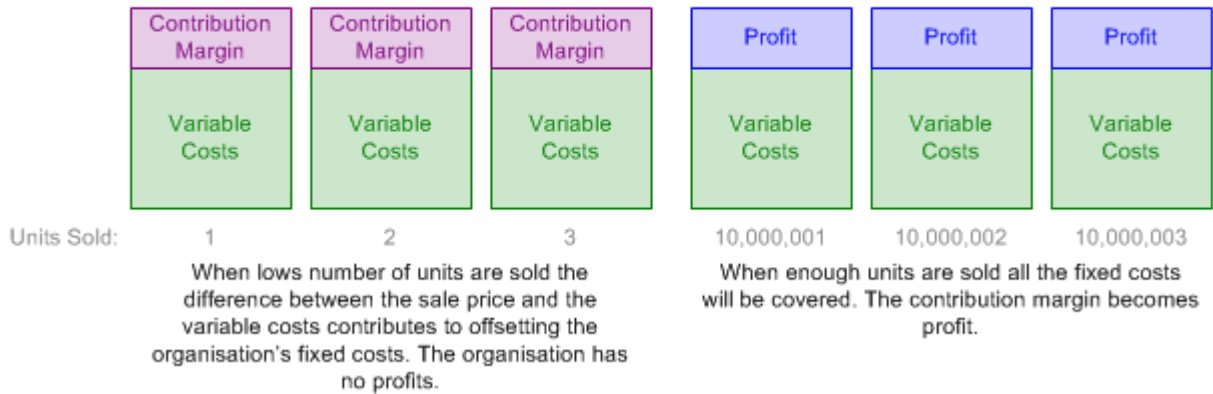 Contribution Margin
Contribution Margin
Contribution Margin
Profit
Profit
Profit
Variable Costs
Variable Costs
Variable Costs
Variable Costs
Variable Costs
Variable Costs
Units Sold: 1 2 3 10,000,001 10,000,002 10,000,003
When lows number of units are sold the
difference between the sale price and the
variable costs contributes to offsetting the
organisation's fixed costs. The organisation has
no profits.
When enough units are sold all the fixed costs
will be covered. The contribution margin becomes
profit.